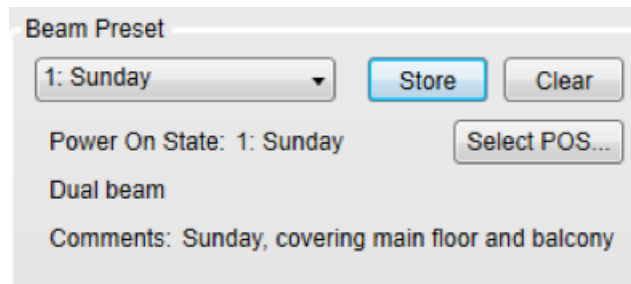 Beam Preset
1: Sunday Store Clear
Power On State: 1: Sunday Select POS...
Dual beam
Comments: Sunday, covering main floor and balcony